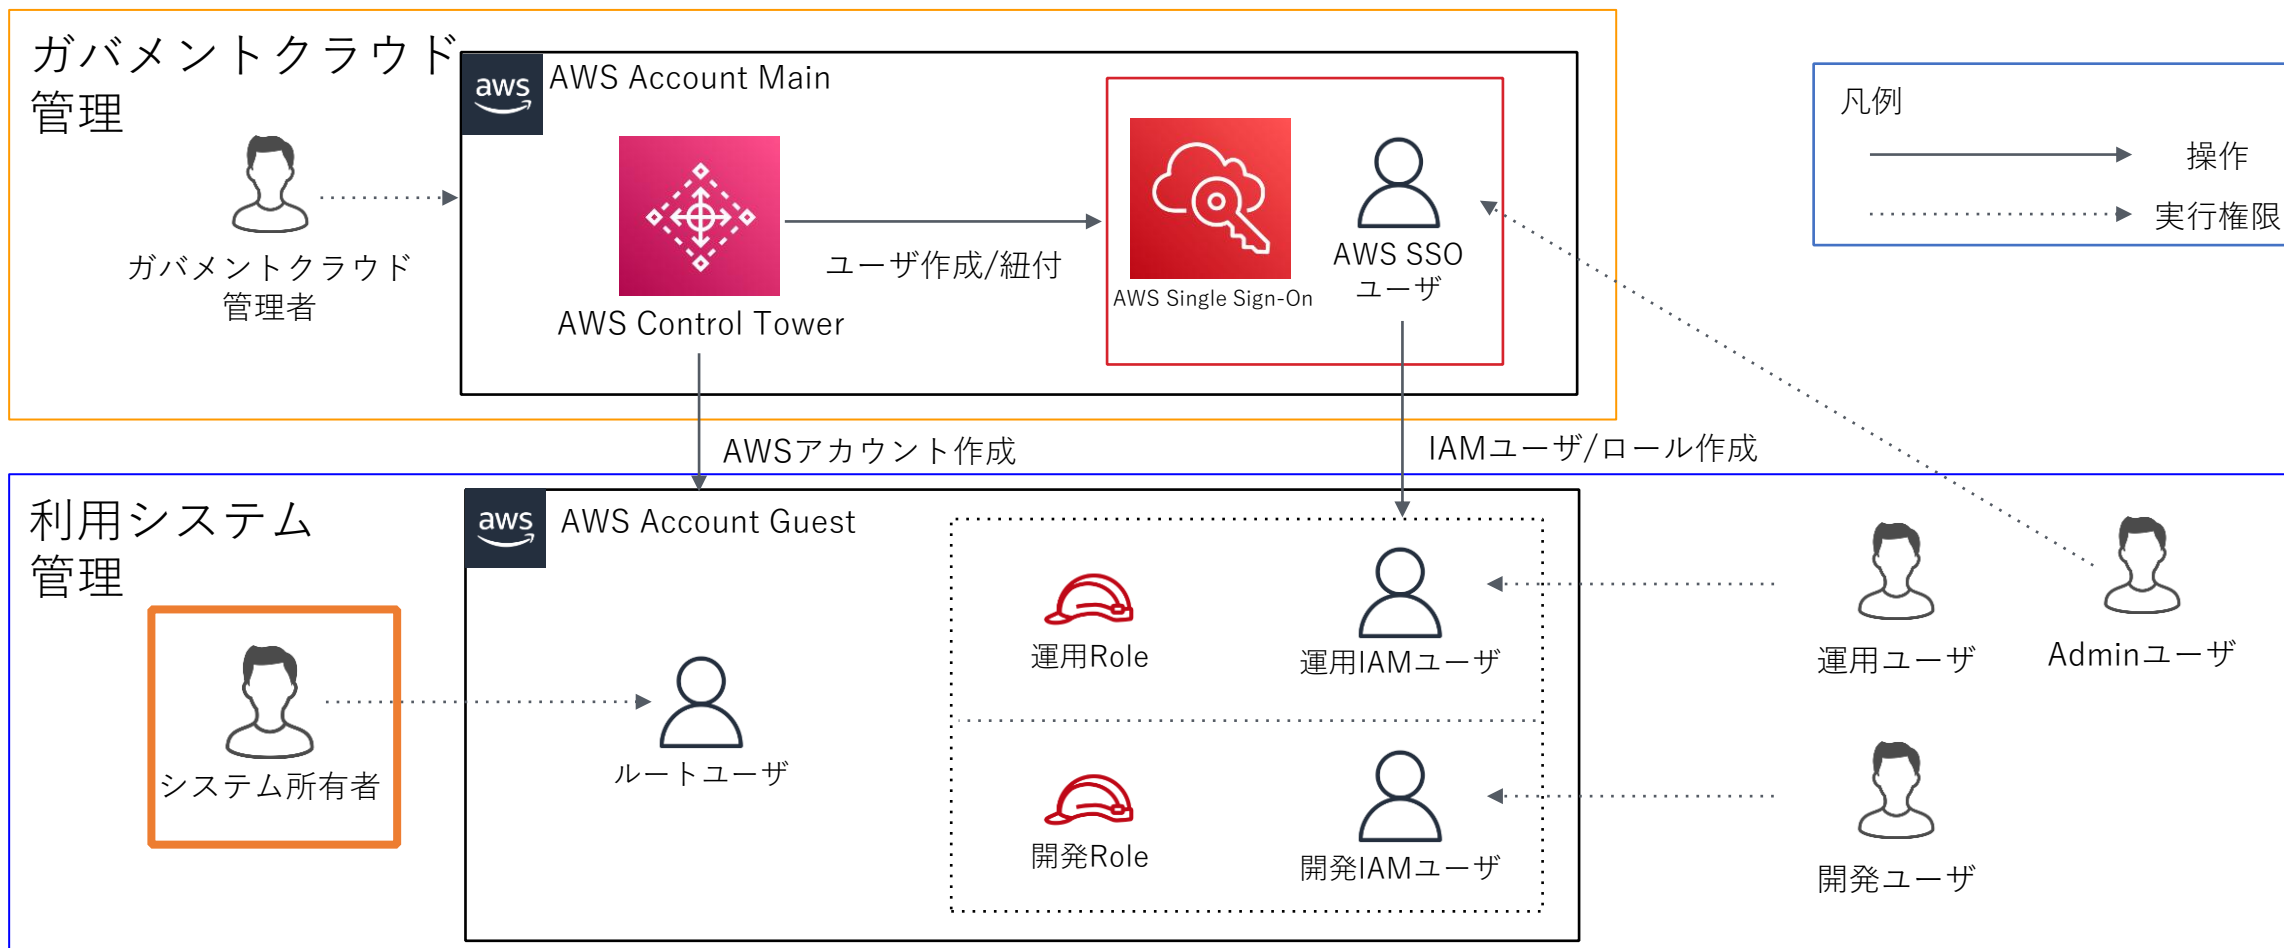 ガバメントクラウド
管理
aws
AWS Account Main
ガバメントクラウド
管理者
AWS Control Tower
ユーザ作成/紐付
AWS Single Sign-On
AWS SSO
ユーザ
凡例
操作
実行権限
AWSアカウント作成
IAMユーザ/ロール作成
利用システム
管理
aws
AWS Account Guest
システム所有者
ルートユーザ
運用Role
運用IAMユーザ
開発Role
開発IAMユーザ
運用ユーザ
Adminユーザ
開発ユーザ